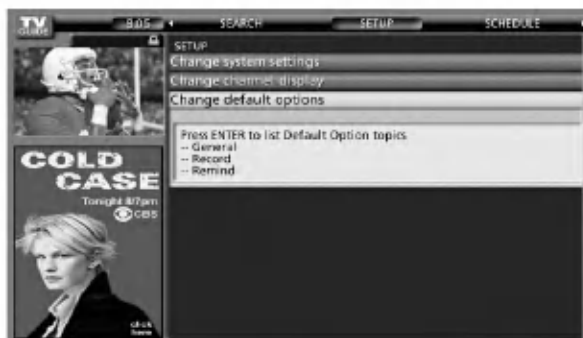 TV
GUIDE
8:05
SEARCH
SETUP
SCHEDULE
SETUP
Change system settings
Change channel display
Change default options
Press ENTER to list Default Option topics
-- General
-- Record
-- Remind
COLD
CASE
Tonight 8/7pm
CBS
click
here